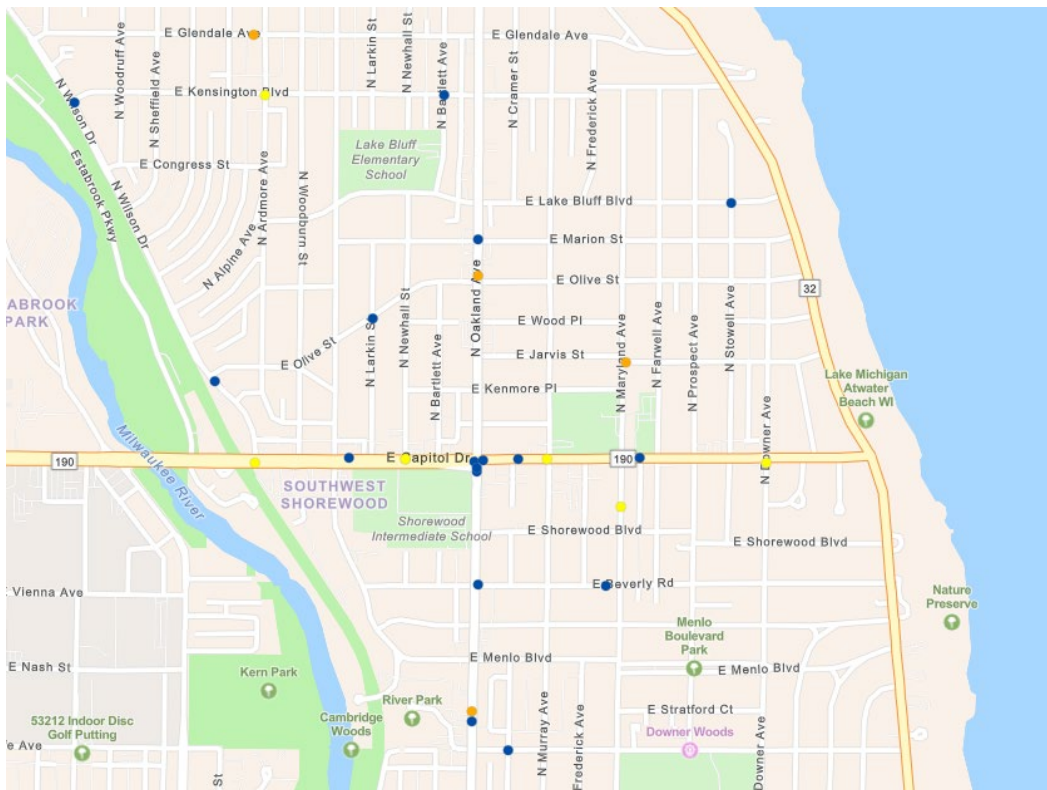 E Glendale Ave
E Glendale Ave
N Woodruff Ave
N Sheffield Ave
N Larkin St
N Newhall St
N Bartlett Ave
N Cramer St
N Frederick Ave
E Kensington Blvd
N Wilson Dr
Estabrook Pkwy
N Wilson Dr
E Congress St
N Ardmore Ave
N Woodburn St
N Alpine Ave
Lake Bluff
Elementary
School
E Lake Bluff Blvd
E Marion St
E Olive St
32
ABROOK
PARK
N Oakland Ave
E Wood Pl
E Jarvis St
E Kenmore Pl
E Olive St
N Larkin St
N Newhall St
N Bartlett Ave
N Maryland Ave
N Farwell Ave
N Prospect Ave
N Stowell Ave
N Downer Ave
Lake Michigan
Atwater
Beach WI
190
E Capitol Dr
190
Milwaukee River
SOUTHWEST
SHOREWOOD
Shorewood
Intermediate School
E Shorewood Blvd
E Shorewood Blvd
E Vienna Ave
E Beverly Rd
Nature
Preserve
Menlo
Boulevard
Park
E Nash St
E Menlo Blvd
E Menlo Blvd
Kern Park
River Park
53212 Indoor Disc
Golf Putting
Cambridge
Woods
E Stratford Ct
Downer Woods
N Murray Ave
Frederick Ave
Downer Ave
Ave
St